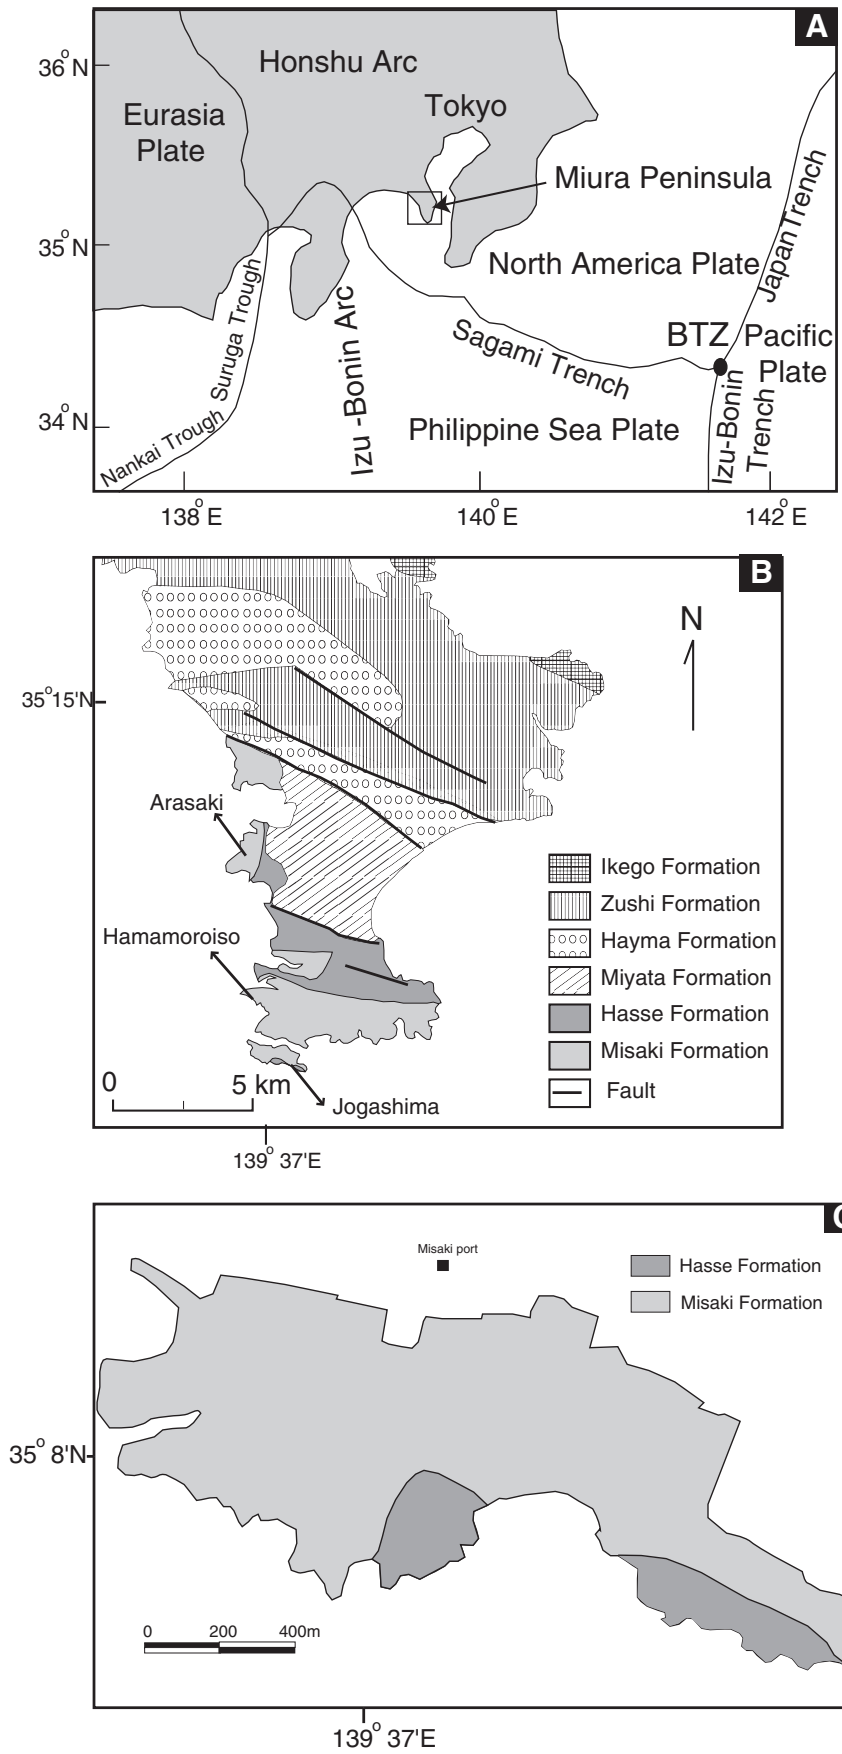 A
36°N
Honshu Arc
Eurasia
Plate
Tokyo
Miura Peninsula
35°N
North America Plate
JapanTrench
Suruga Trough
Izu -Bonin Arc
Sagami Trench
BTZ
Pacific
Plate
34°N
Nankai Trough
Philippine Sea Plate
Izu-Bonin
Trench
138°E
140°E
142°E
B
N
35°15'N
Arasaki
Hamamoroiso
Ikego Formation
Zushi Formation
Hayma Formation
Miyata Formation
Hasse Formation
Misaki Formation
Fault
0
5 km
Jogashima
139° 37'E
Misaki port
Hasse Formation
Misaki Formation
35° 8'N
0
200
400m
139° 37'E